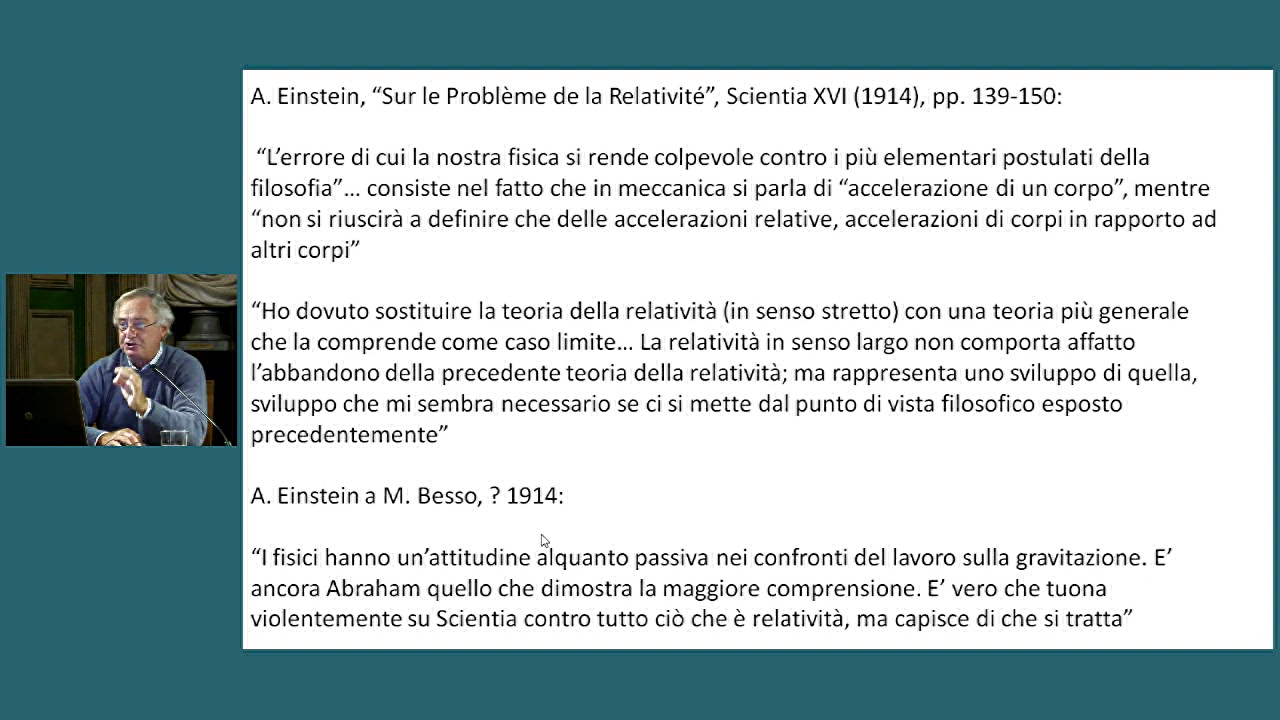 A. Einstein, “Sur le Problème de la Relativité”, Scientia XVI (1914), pp. 139-150:
“L’errore di cui la nostra fisica si rende colpevole contro i più elementari postulati della
filosofia”... consiste nel fatto che in meccanica si parla di “accelerazione di un corpo”, mentre
“non si riuscirà a definire che delle accelerazioni relative, accelerazioni di corpi in rapporto ad
altri corpi”
“Ho dovuto sostituire la teoria della relatività (in senso stretto) con una teoria più generale
che la comprende come caso limite... La relatività in senso largo non comporta affatto
l’abbandono della precedente teoria della relatività; ma rappresenta uno sviluppo di quella,
sviluppo che mi sembra necessario se ci si mette dal punto di vista filosofico esposto
precedentemente”
A. Einstein a M. Besso, ? 1914:
“I fisici hanno un’attitudine alquanto passiva nei confronti del lavoro sulla gravitazione. E’
ancora Abraham quello che dimostra la maggiore comprensione. E’ vero che tuona
violentemente su Scientia contro tutto ciò che è relatività, ma capisce di che si tratta”